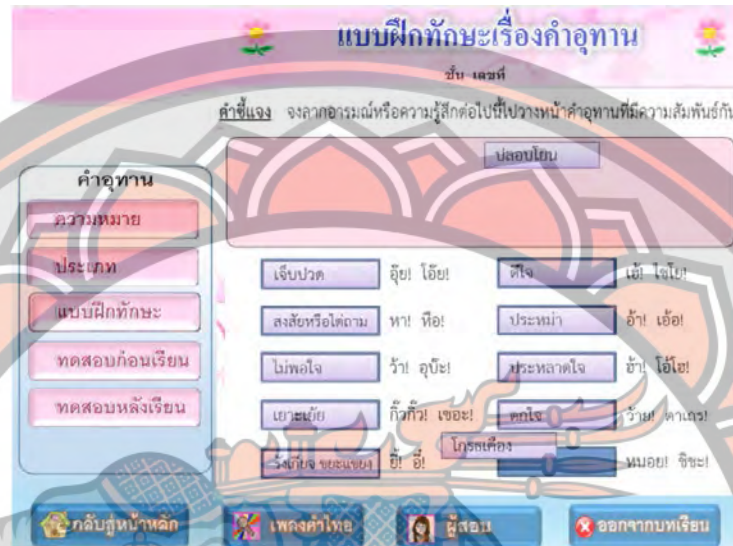 แบบฝึกทักษะเรื่องคำอุทาน
ชั้น เลขที่
คำชี้แจง จงลากอารมณ์หรือความรู้สึกต่อไปนี้ไปวางหน้าคำอุทานที่มีความสัมพันธ์กัน
ปลอบโยน
คำอุทาน
ความหมาย
ประเภท
แบบฝึกทักษะ
ทดสอบก่อนเรียน
ทดสอบหลังเรียน
เจ็บปวด อุ๊ย! โอ๊ย! ดีใจ เฮ้! ไชโย!
สงสัยหรือไต่ถาม หา! หือ! ประหม่า อ้า! เอ้อ!
ไม่พอใจ ว้า! อุบ๊ะ! ประหลาดใจ ฮ้า! โอ้โฮ!
เยาะเย้ย กิ๊วกิ๊ว! เชอะ! ตกใจ ว้าย! ตาเถร!
โกรธเคือง
รังเกียจ ขยะแขยง ยี้! อี๋! หมอย! ชิชะ!
กลับสู่หน้าหลัก เพลงคำไทย ผู้สอน ออกจากบทเรียน